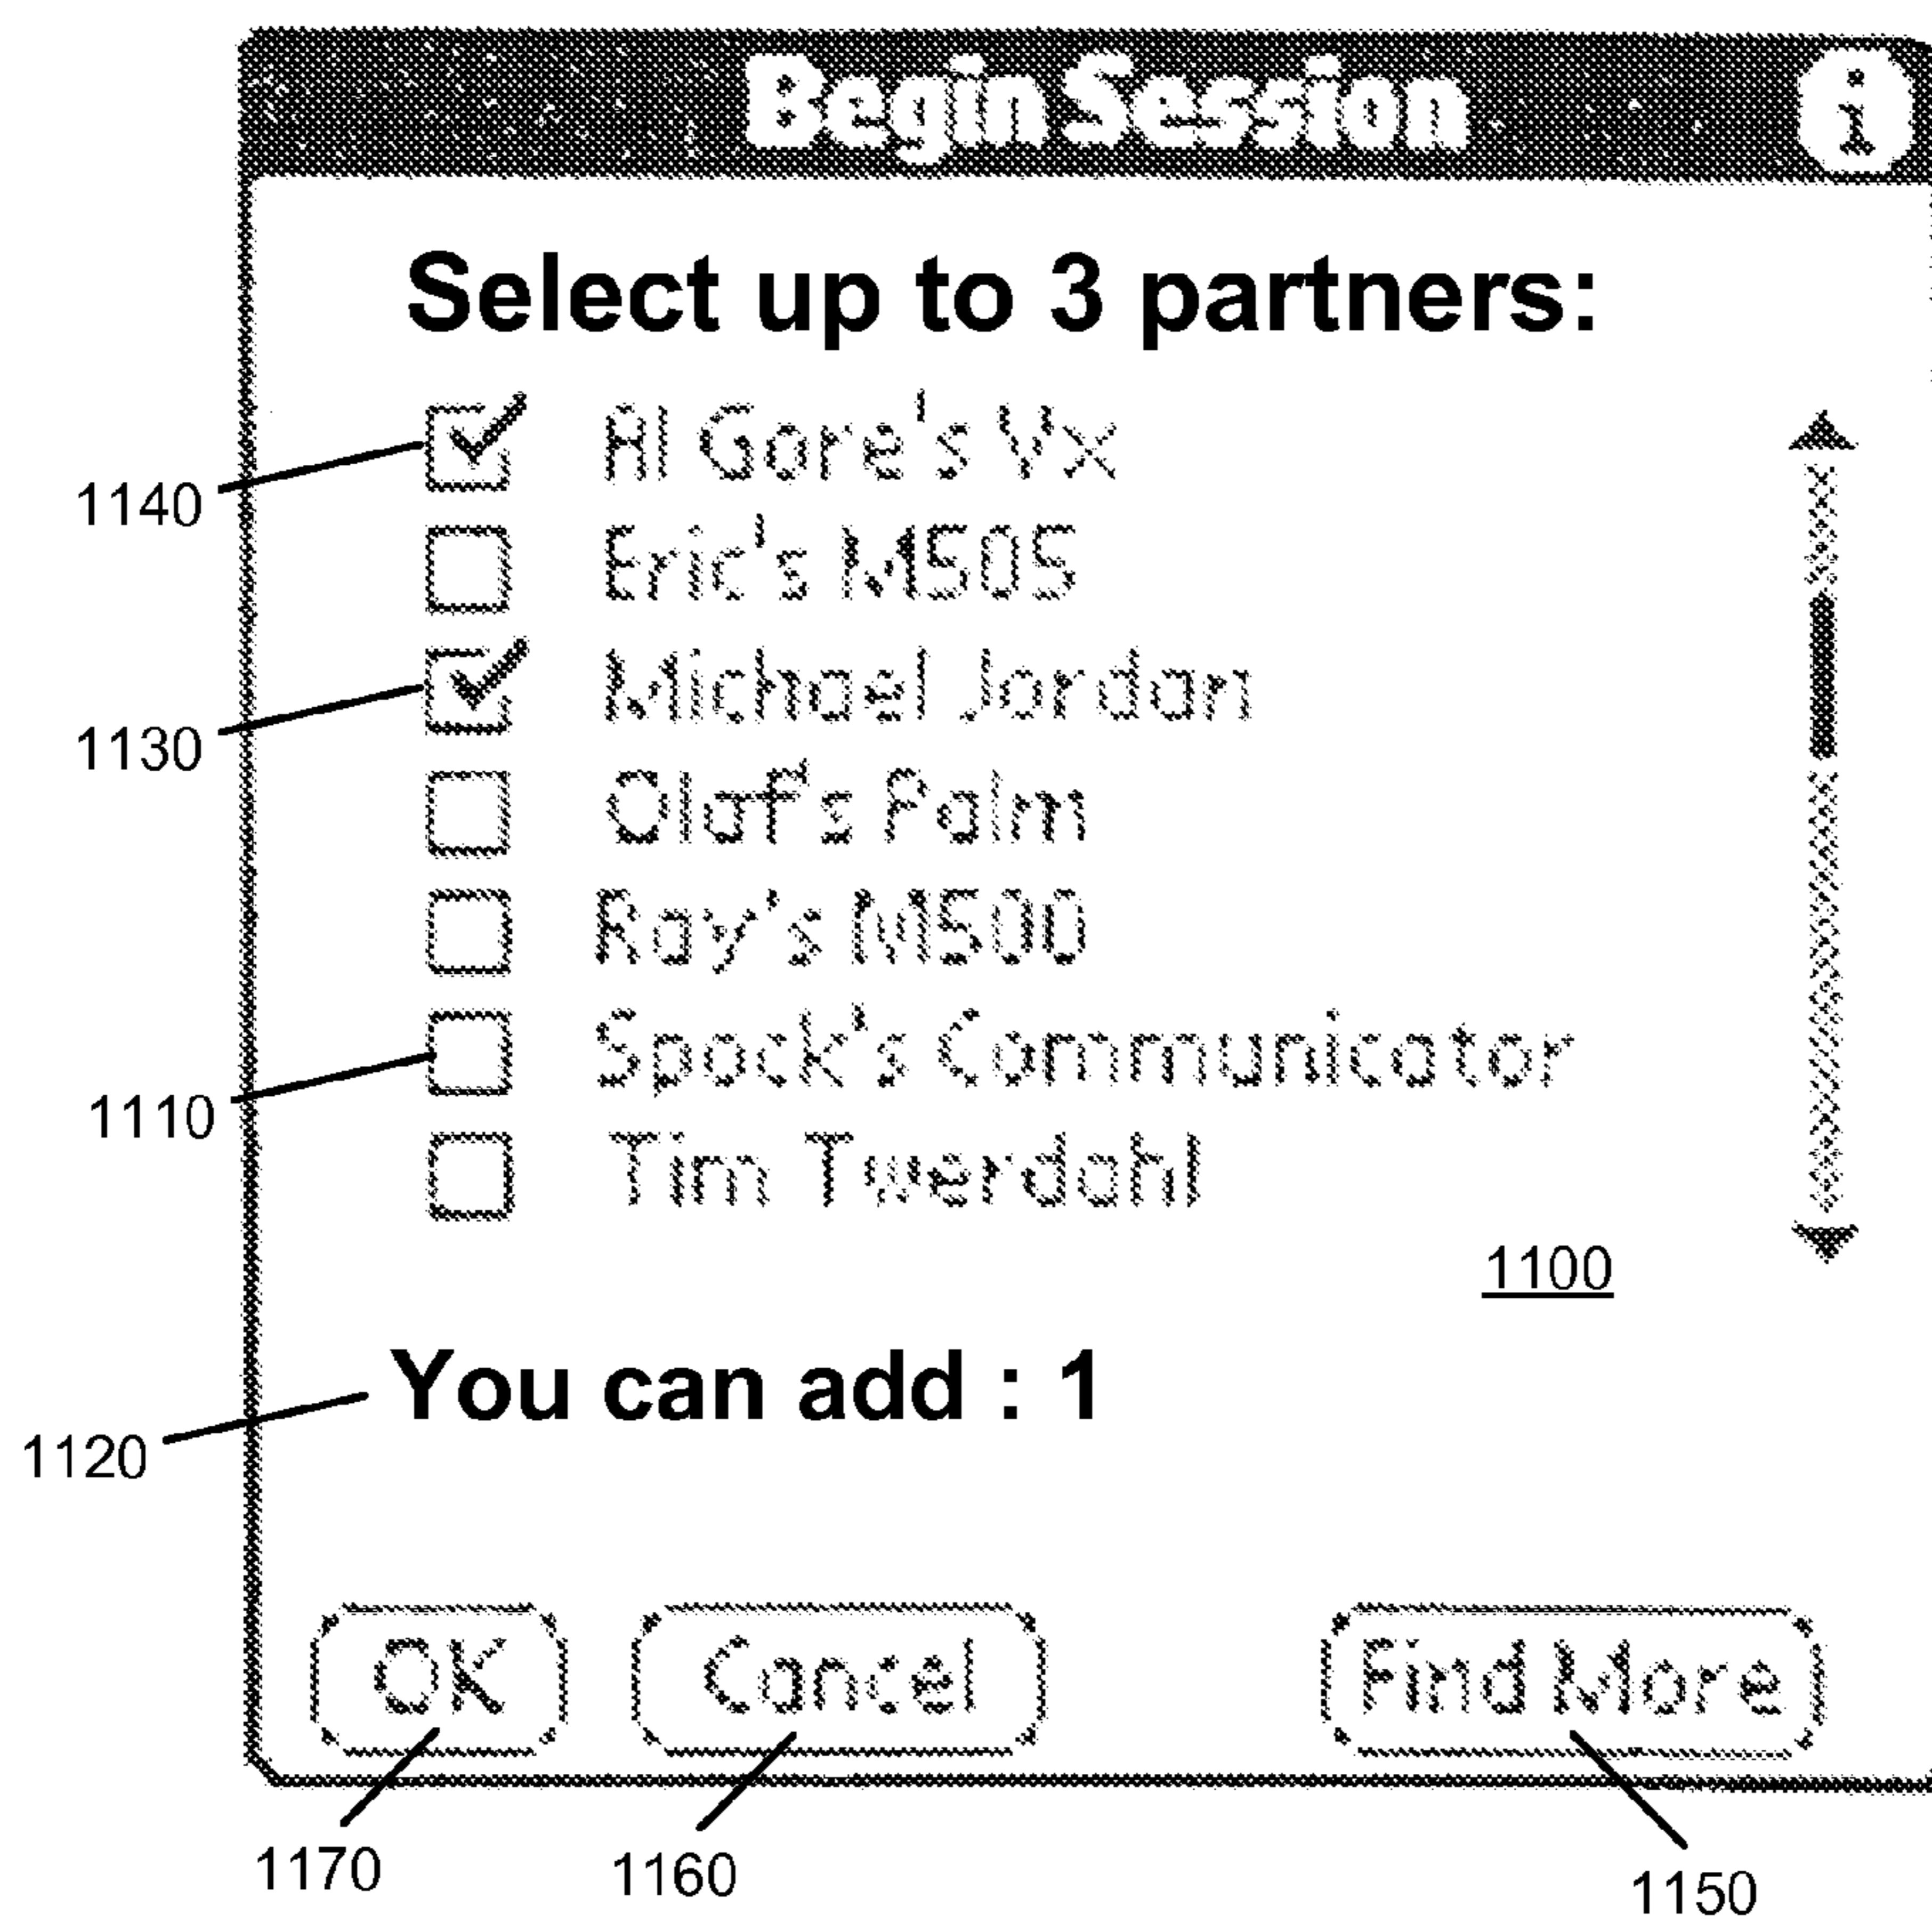 Begin Session i
Select up to 3 partners:
Al Gore's Vx
1140
Eric's M505
Michael Jordan
1130
Olaf's Palm
Ray's M500
Spock's Communicator
1110
Tim Twerdahl
1100
You can add : 1
1120
OK Cancel Find More
1170 1160 1150